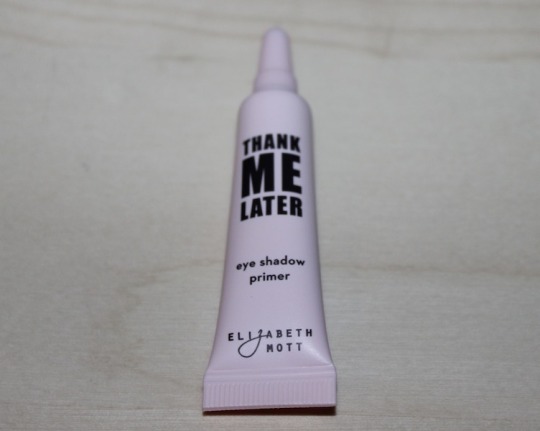 THANK
ME
LATER
eye shadow
primer
ELIZABETH
MOTT